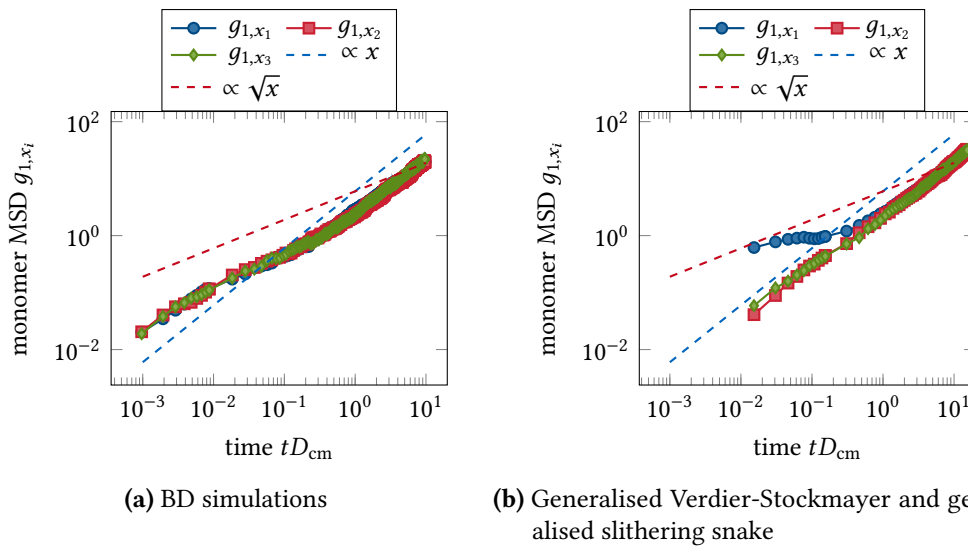 g1,x1 g1,x2
g1,x3 ∝ x
∝ √x
10^2
10^0
10^−2
monomer MSD g1,xi
10^−3 10^−2 10^−1 10^0 10^1
time tDcm
(a) BD simulations
g1,x1 g1,x2
g1,x3 ∝ x
∝ √x
10^2
10^0
10^−2
monomer MSD g1,xi
10^−3 10^−2 10^−1 10^0 10^1
time tDcm
(b) Generalised Verdier-Stockmayer and ge
alised slithering snake